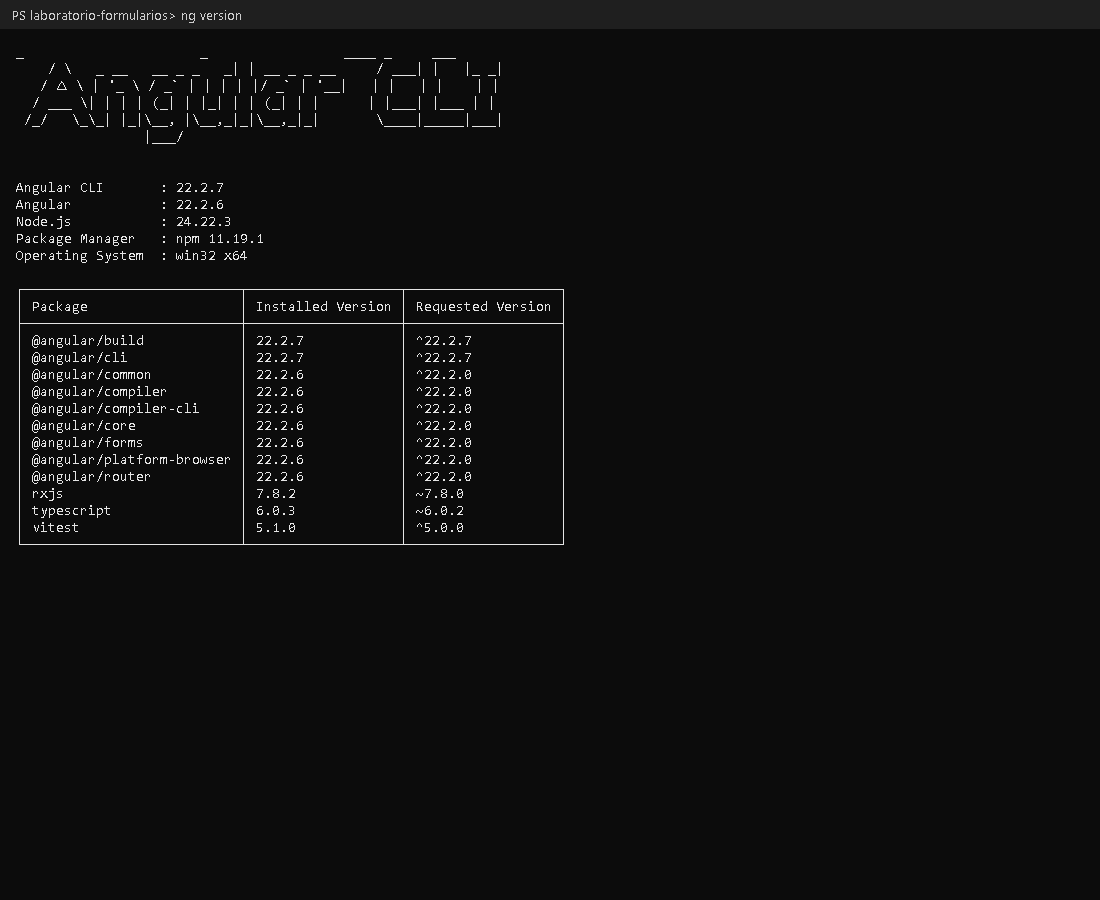 PS laboratorio-formularios> ng version
Angular CLI
Angular CLI : 22.2.7
Angular : 22.2.6
Node.js : 24.22.3
Package Manager : npm 11.19.1
Operating System : win32 x64
Package Installed Version Requested Version
@angular/build 22.2.7 ^22.2.7
@angular/cli 22.2.7 ^22.2.7
@angular/common 22.2.6 ^22.2.0
@angular/compiler 22.2.6 ^22.2.0
@angular/compiler-cli 22.2.6 ^22.2.0
@angular/core 22.2.6 ^22.2.0
@angular/forms 22.2.6 ^22.2.0
@angular/platform-browser 22.2.6 ^22.2.0
@angular/router 22.2.6 ^22.2.0
rxjs 7.8.2 ~7.8.0
typescript 6.0.3 ~6.0.2
vitest 5.1.0 ^5.0.0